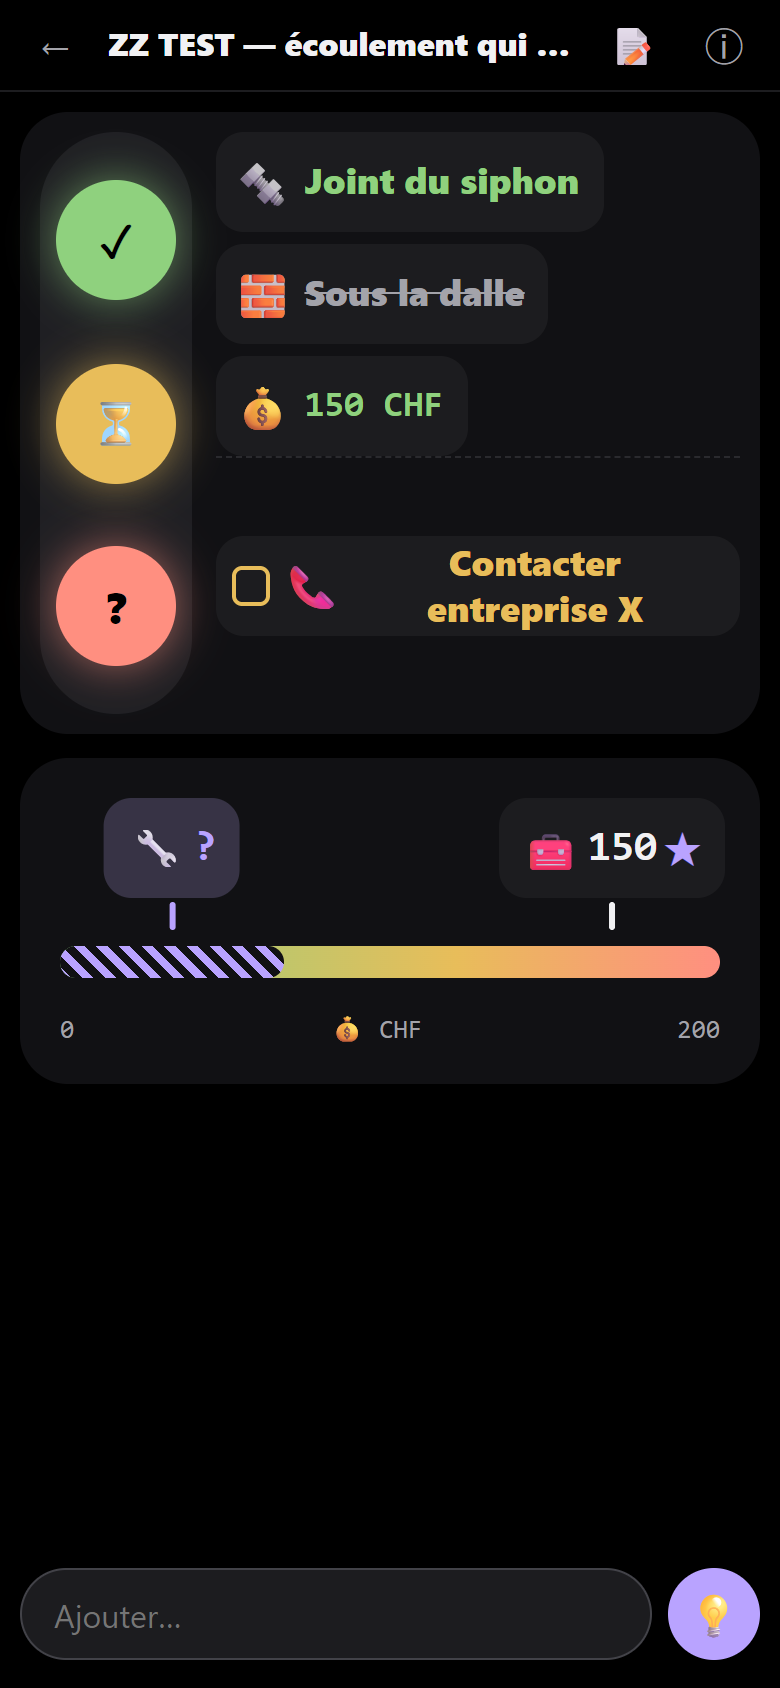 ← ZZ TEST — écoulement qui ...
✓
Joint du siphon
Sous la dalle
150 CHF
?
Contacter
entreprise X
?
150★
0 CHF 200
Ajouter...